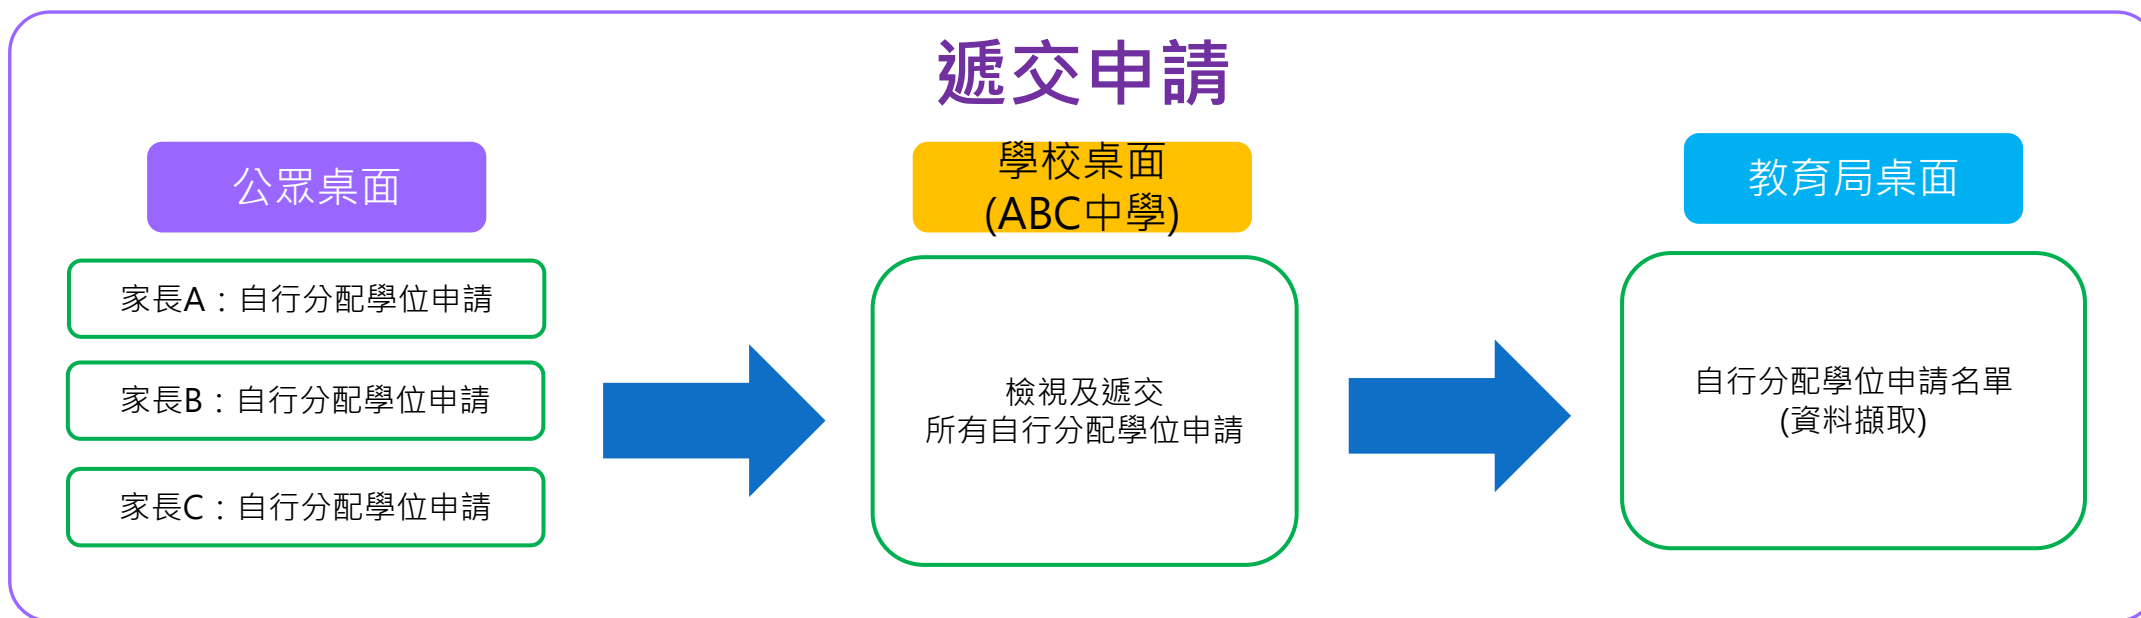 遞交申請
公眾桌面
家長A：自行分配學位申請
家長B：自行分配學位申請
家長C：自行分配學位申請
學校桌面
(ABC中學)
檢視及遞交
所有自行分配學位申請
教育局桌面
自行分配學位申請名單
(資料擷取)